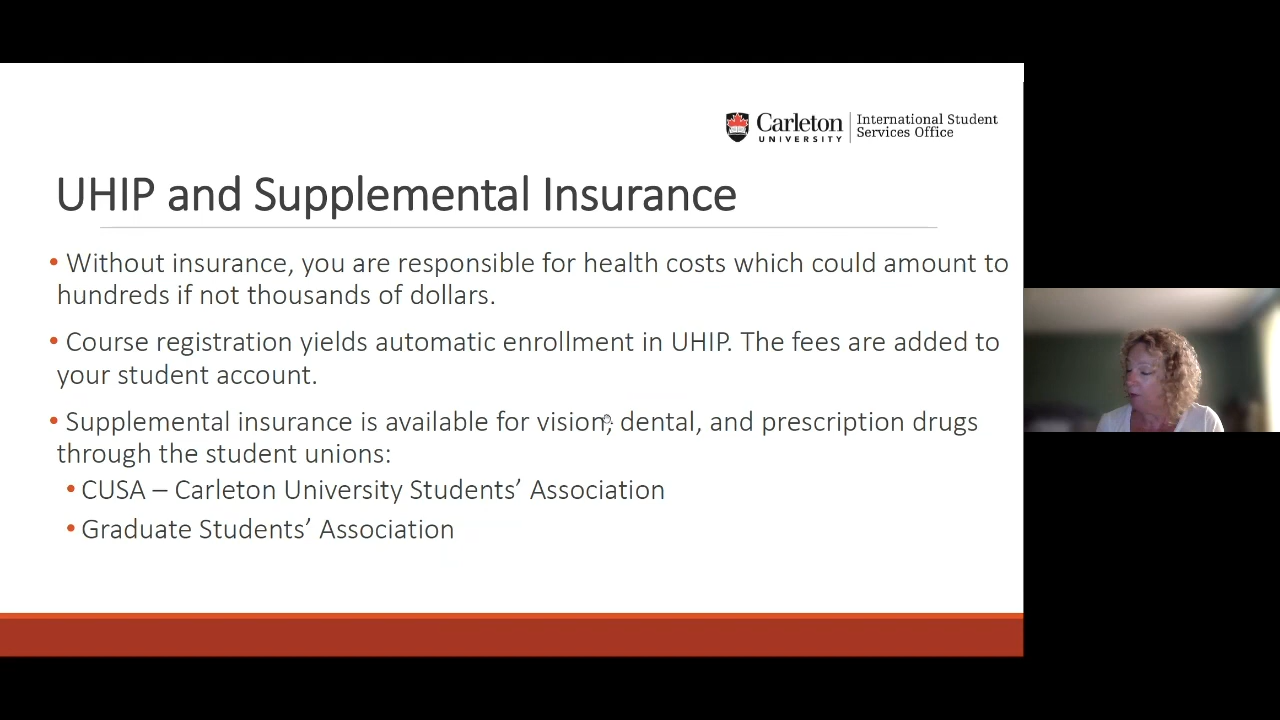 Carleton
UNIVERSITY
International Student
Services Office
UHIP and Supplemental Insurance
• Without insurance, you are responsible for health costs which could amount to
hundreds if not thousands of dollars.
• Course registration yields automatic enrollment in UHIP. The fees are added to
your student account.
• Supplemental insurance is available for vision, dental, and prescription drugs
through the student unions:
• CUSA – Carleton University Students’ Association
• Graduate Students’ Association